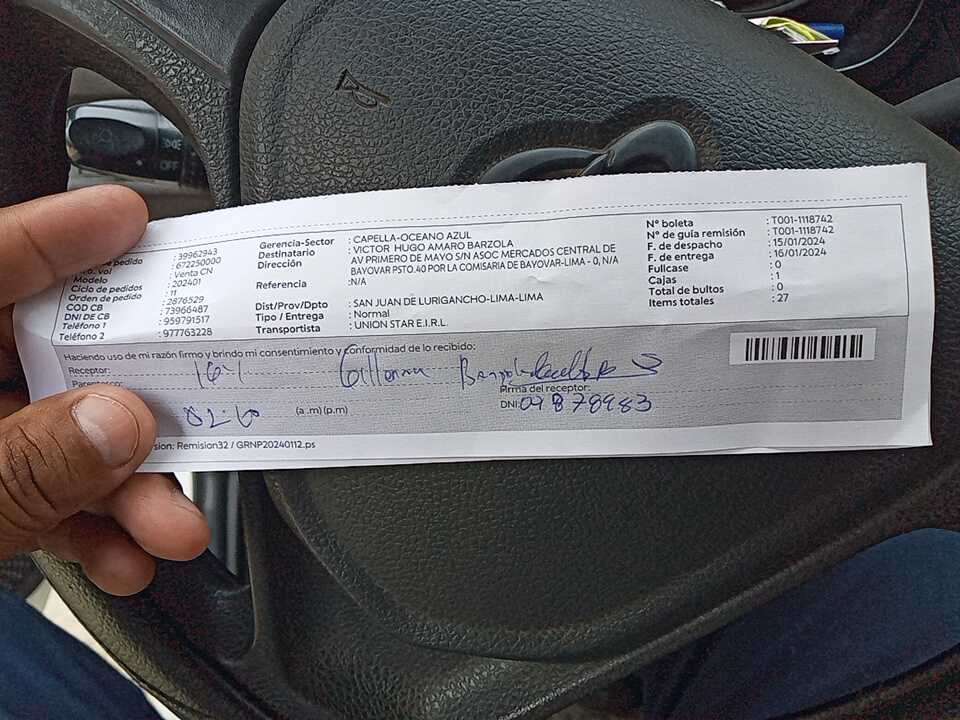 : 39962943
pedido : 672250000
vol : Venta CN
Modelo : 202401
Ciclo de pedidos : 11
Orden de pedido : 2876529
COD CB : 73966487
DNI DE CB : 959791517
Teléfono 1 : 977763228
Teléfono 2
Gerencia-Sector : CAPELLA-OCEANO AZUL
Destinatario : VICTOR HUGO AMARO BARZOLA
Dirección : AV PRIMERO DE MAYO S/N ASOC MERCADOS CENTRAL DE
BAYOVAR PSTO.40 POR LA COMISARIA DE BAYOVAR-LIMA - 0, N/A
Referencia : N/A
Dist/Prov/Dpto : SAN JUAN DE LURIGANCHO-LIMA-LIMA
Tipo / Entrega : Normal
Transportista : UNION STAR E.I.R.L.
N° boleta : T001-1118742
N° de guía remisión : T001-1118742
F. de despacho : 15/01/2024
F. de entrega : 16/01/2024
Fullcase : 0
Cajas : 1
Total de bultos : 0
Items totales : 27
Haciendo uso de mi razón firmo y brindo mi consentimiento y conformidad de lo recibido:
Receptor: 16-1
Parentesco:
(a .m) (p.m)
Firma del receptor:
DNI: 09878983
sion: Remision32 / GRNP20240112.ps
OFF